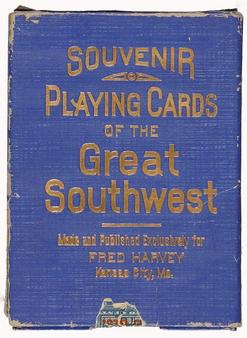 SOUVENIR
PLAYING CARDS
OF THE
Great
Southwest
Made and Published Exclusively for
FRED HARVEY
Kansas City, Mo.